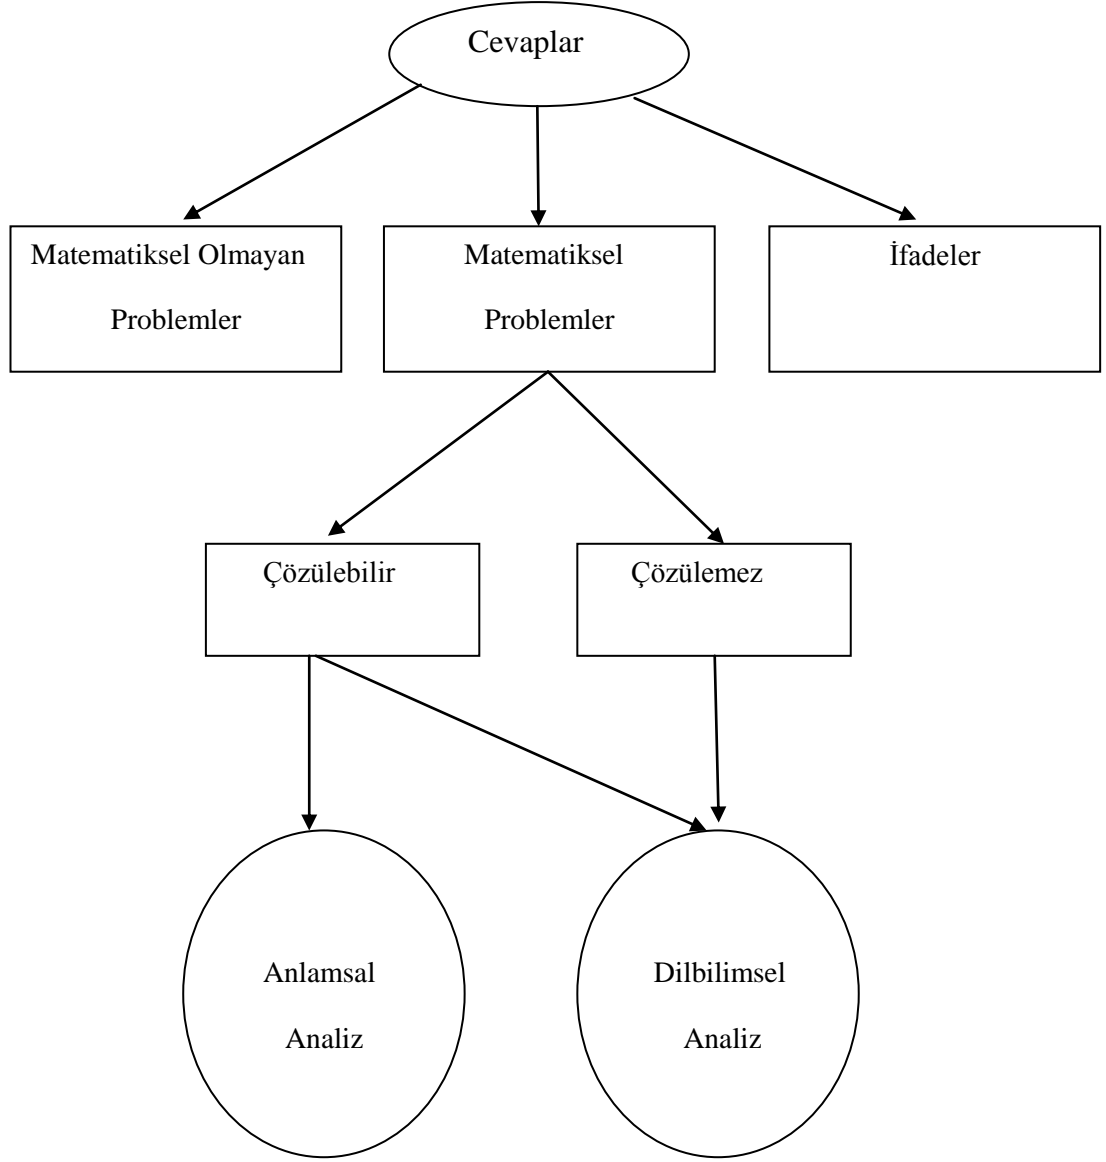 Cevaplar
Matematiksel Olmayan
Problemler
Matematiksel
Problemler
İfadeler
Çözülebilir
Çözülemez
Anlamsal
Analiz
Dilbilimsel
Analiz